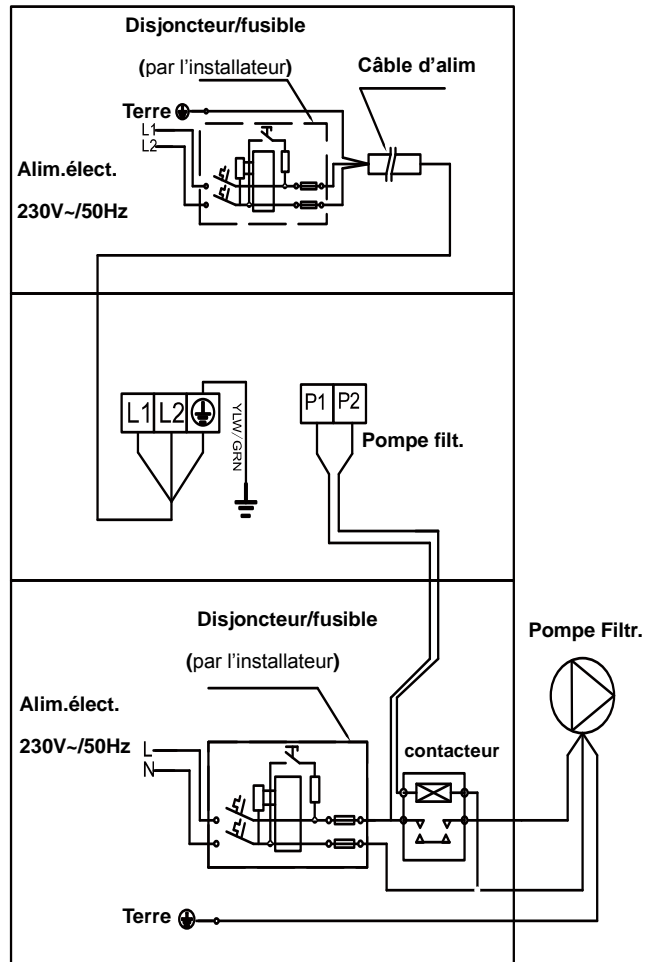 Disjoncteur/fusible
(par l'installateur)
Câble d'alim
Terre
L1
L2
Alim.élect.
230V~/50Hz
L1 L2
YLW/GRN
P1 P2
Pompe filt.
Disjoncteur/fusible
(par l'installateur)
Pompe Filtr.
Alim.élect.
230V~/50Hz L
N
contacteur
Terre